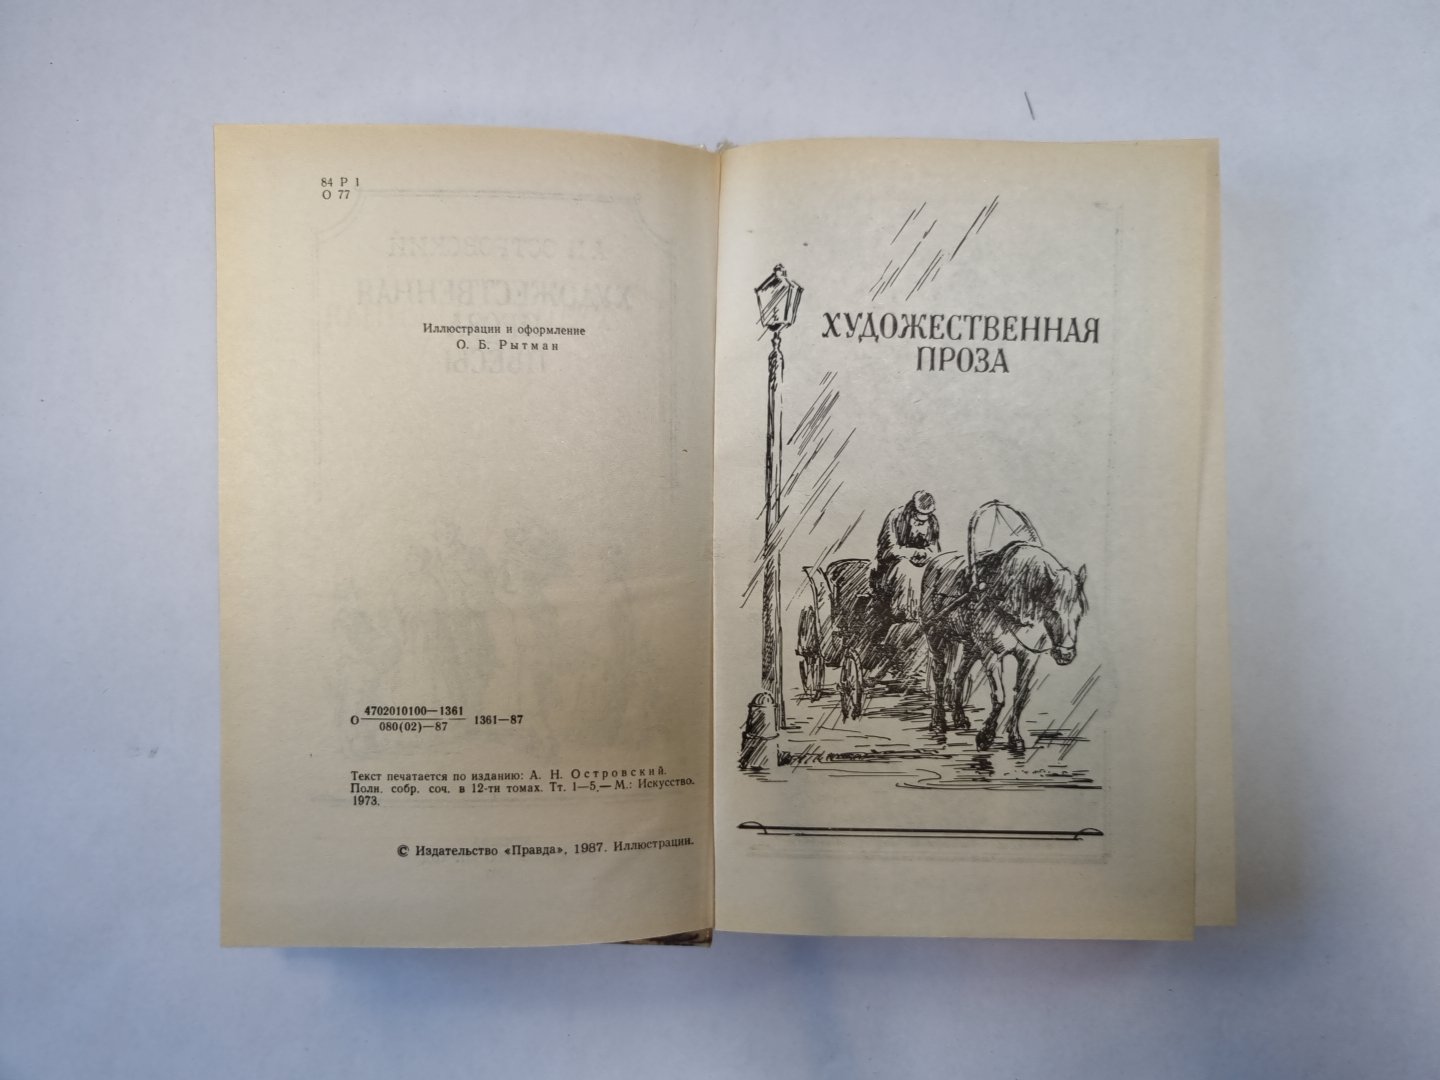 84 Р 1
О 77
Иллюстрации и оформление
О. Б. Рытман
О 4702010100—1361 1361—87
080(02)—87
Текст печатается по изданию: А. Н. Островский.
Полн. собр. соч. в 12-ти томах. Тт. 1—5.— М.: Искусство.
1973.
© Издательство «Правда», 1987. Иллюстрации.
ХУДОЖЕСТВЕННАЯ
ПРОЗА